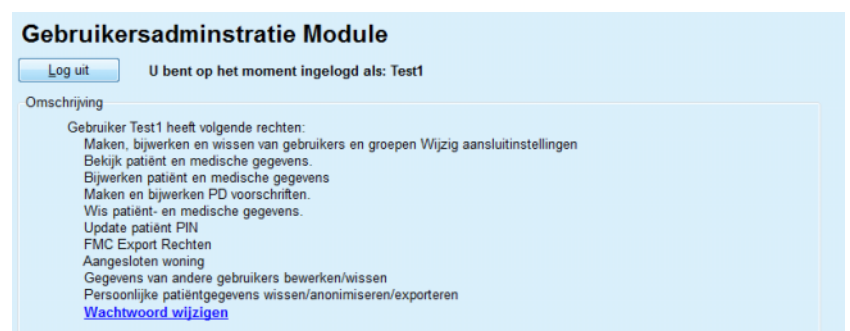 Gebruikersadminstratie Module
Log uit U bent op het moment ingelogd als: Test1
Omschrijving
Gebruiker Test1 heeft volgende rechten:
Maken, bijwerken en wissen van gebruikers en groepen Wijzig aansluitinstellingen
Bekijk patiënt en medische gegevens.
Bijwerken patiënt en medische gegevens
Maken en bijwerken PD voorschriften.
Wis patiënt- en medische gegevens.
Update patiënt PIN
FMC Export Rechten
Aangesloten woning
Gegevens van andere gebruikers bewerken/wissen
Persoonlijke patiëntgegevens wissen/anonimiseren/exporteren
Wachtwoord wijzigen